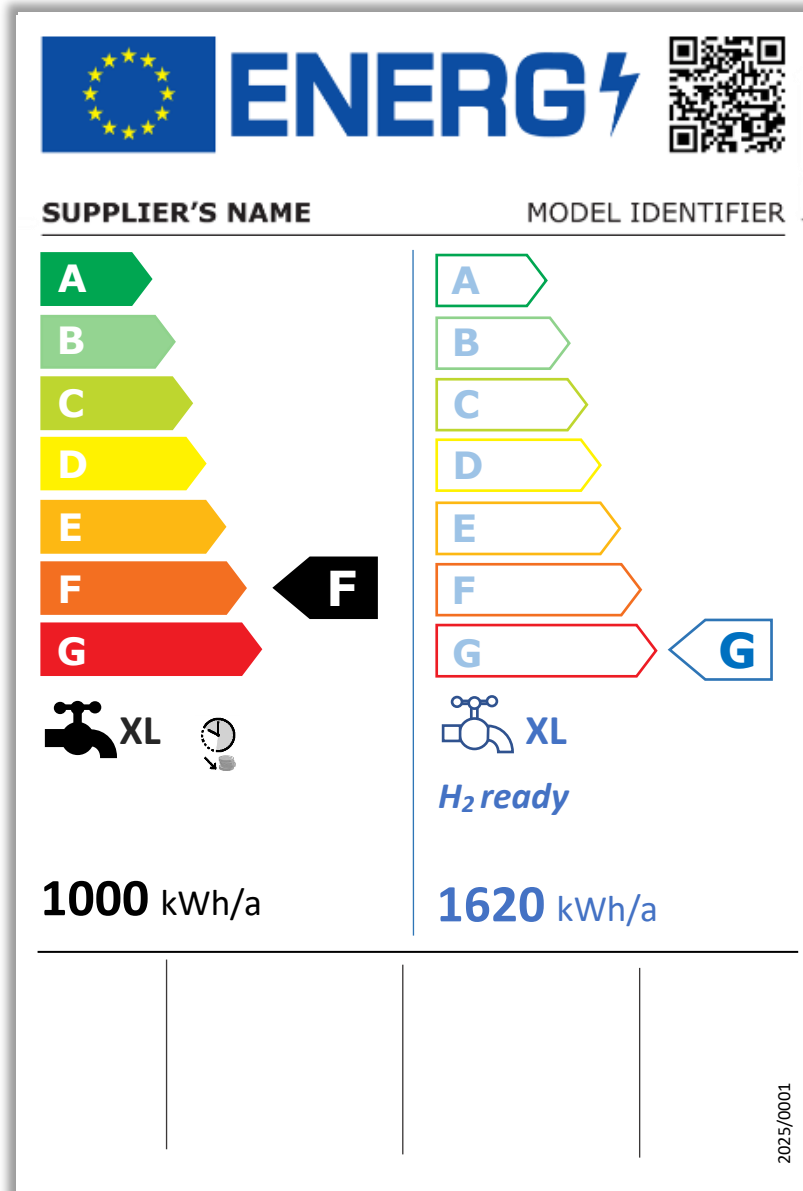 ENERG
SUPPLIER’S NAME MODEL IDENTIFIER
A
B
C
D
E
F F
G
XL
1000 kWh/a
A
B
C
D
E
F
G G
XL
H₂ ready
1620 kWh/a
2025/0001